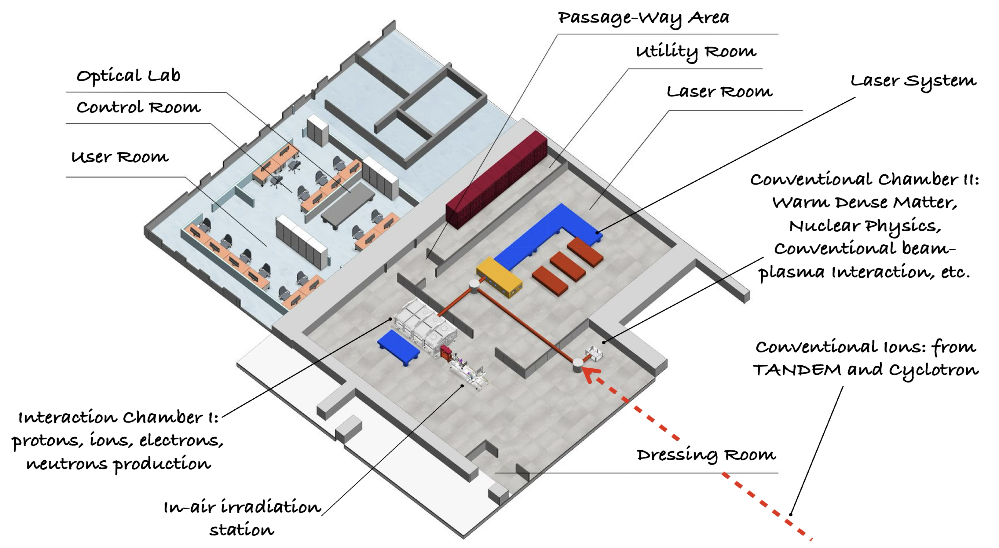 Passage-Way Area
Utility Room
Laser Room
Laser System
Optical Lab
Control Room
User Room
Conventional Chamber II:
Warm Dense Matter,
Nuclear Physics,
Conventional beam-
plasma Interaction, etc.
Conventional Ions: from
TANDEM and Cyclotron
Interaction Chamber I:
protons, ions, electrons,
neutrons production
Dressing Room
In-air irradiation
station